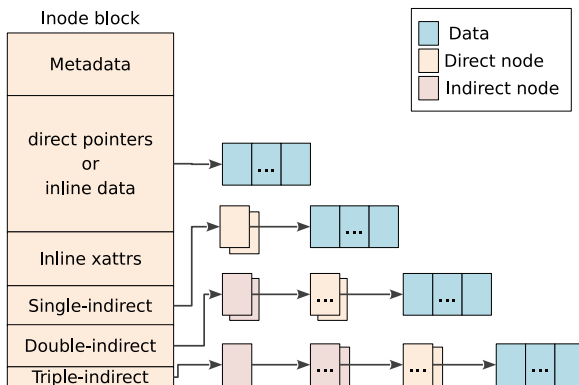 Inode block
Metadata
direct pointers
or
inline data
Inline xattrs
Single-indirect
Double-indirect
Triple-indirect
Data
Direct node
Indirect node
...
...
...
...
...
...
...